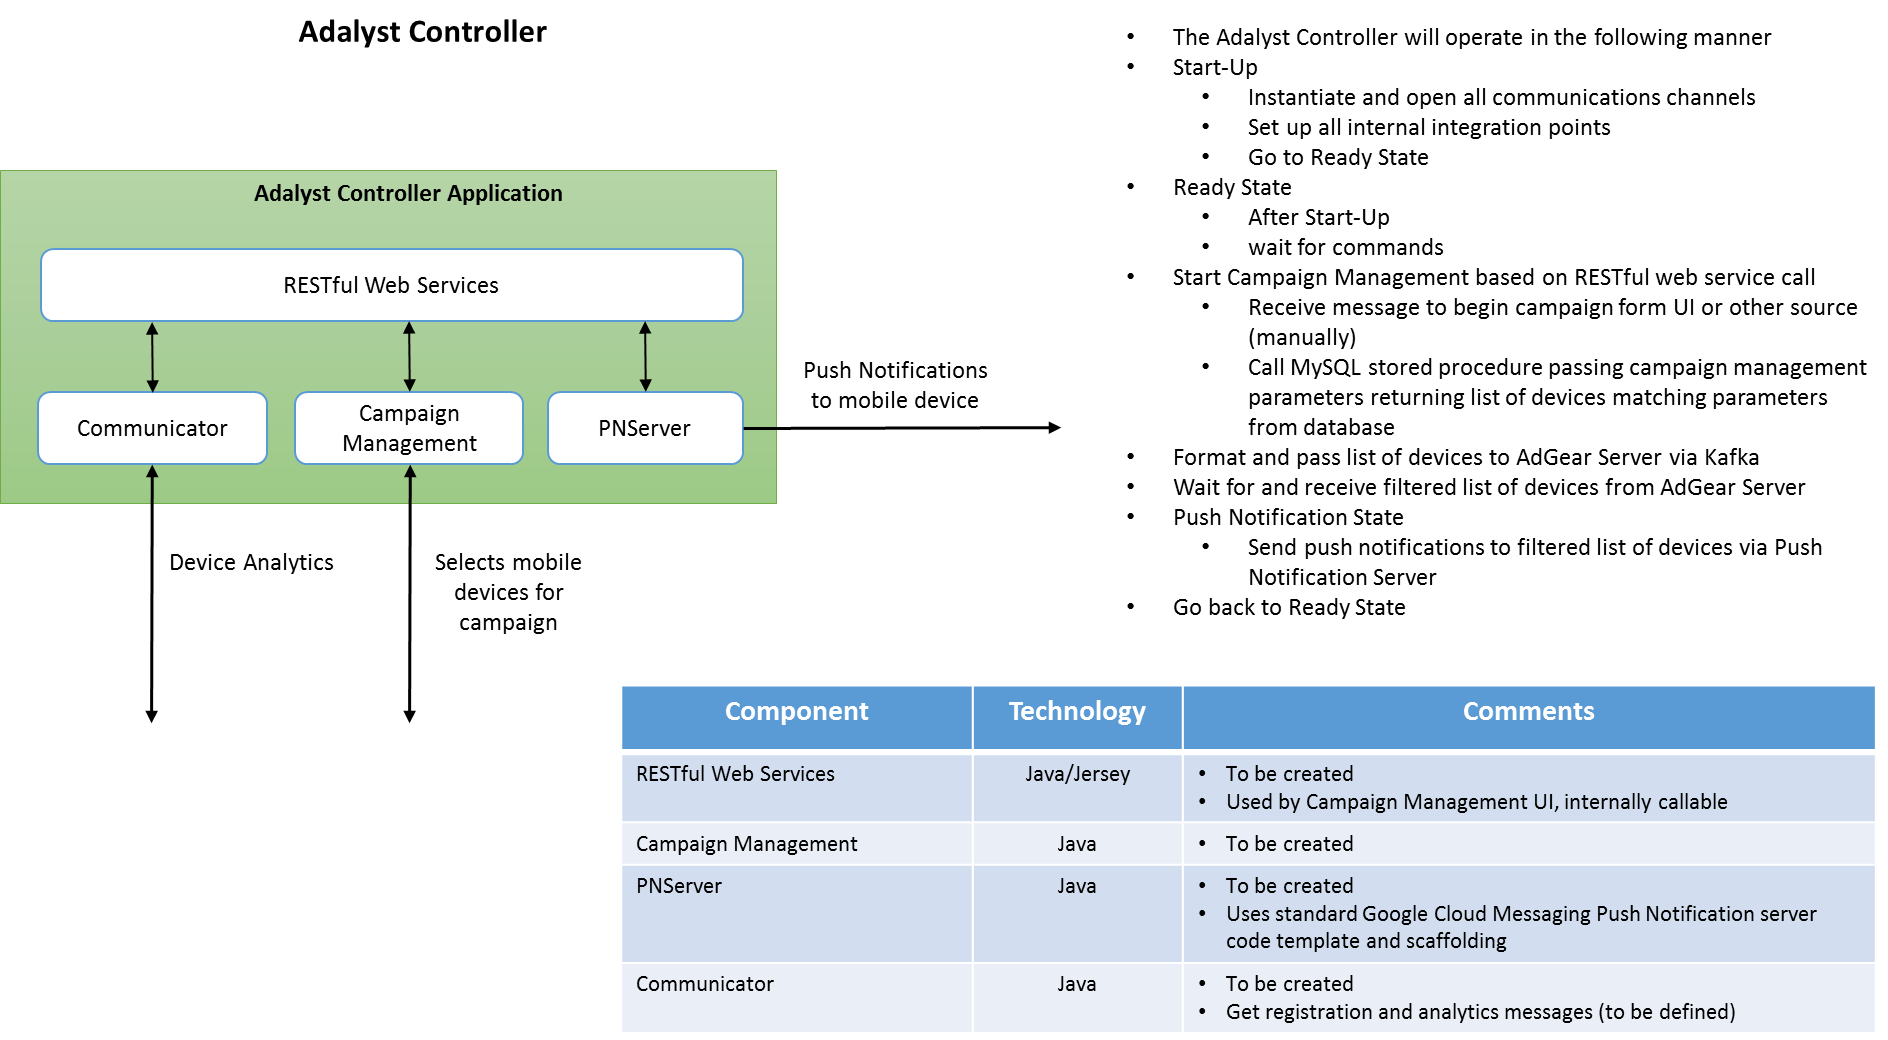 Adalyst Controller
Adalyst Controller Application
RESTful Web Services
Communicator
Campaign
Management
PNServer
Push Notifications
to mobile device
Device Analytics
Selects mobile
devices for
campaign
• The Adalyst Controller will operate in the following manner
• Start-Up
• Instantiate and open all communications channels
• Set up all internal integration points
• Go to Ready State
• Ready State
• After Start-Up
• wait for commands
• Start Campaign Management based on RESTful web service call
• Receive message to begin campaign form UI or other source
(manually)
• Call MySQL stored procedure passing campaign management
parameters returning list of devices matching parameters
from database
• Format and pass list of devices to AdGear Server via Kafka
• Wait for and receive filtered list of devices from AdGear Server
• Push Notification State
• Send push notifications to filtered list of devices via Push
Notification Server
• Go back to Ready State
Component Technology Comments
RESTful Web Services Java/Jersey • To be created
• Used by Campaign Management UI, internally callable
Campaign Management Java • To be created
PNServer Java • To be created
• Uses standard Google Cloud Messaging Push Notification server
code template and scaffolding
Communicator Java • To be created
• Get registration and analytics messages (to be defined)